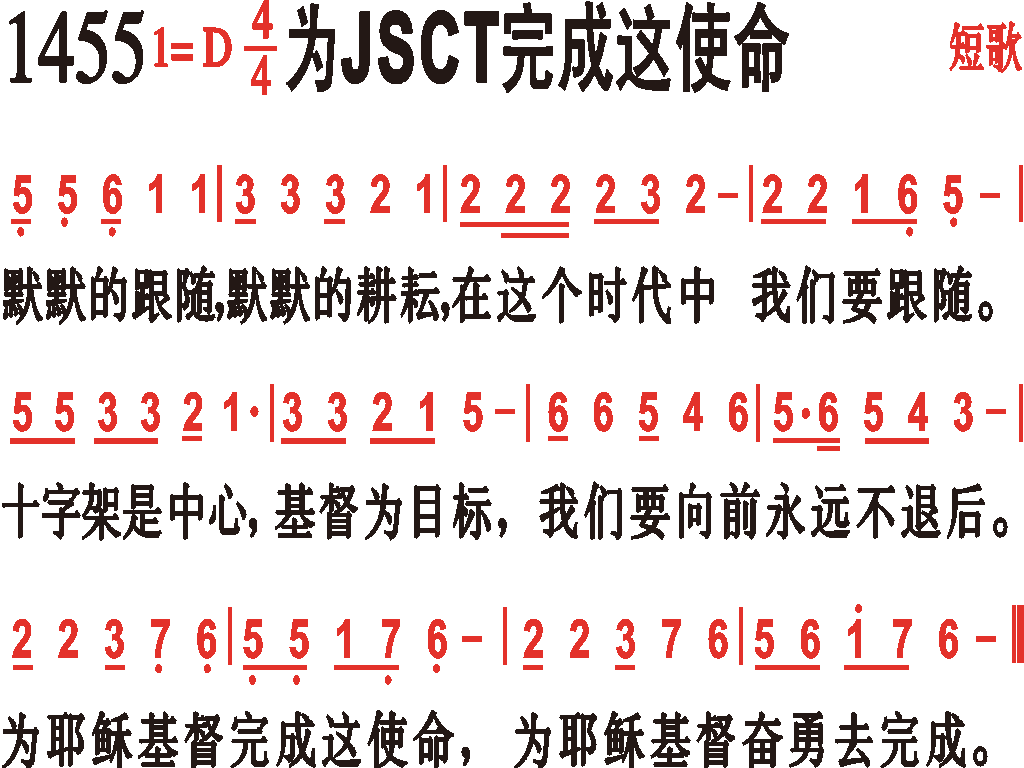 1455 1=D 4/4 为JSCT完成这使命 短歌
5 5 6 1 1|3 3 3 2 1|2 2 2 2 3 2 –|2 2 1 6 5 –|
默默的跟随,默默的耕耘,在这个时代中 我们要跟随。
5 5 3 3 2 1·|3 3 2 1 5 –|6 6 5 4 6|5·6 5 4 3 –|
十字架是中心, 基督为目标, 我们要向前永远不退后。
2 2 3 7 6|5 5 1 7 6 –|2 2 3 7 6|5 6 1 7 6 –‖
为耶稣基督完成这使命, 为耶稣基督奋勇去完成。